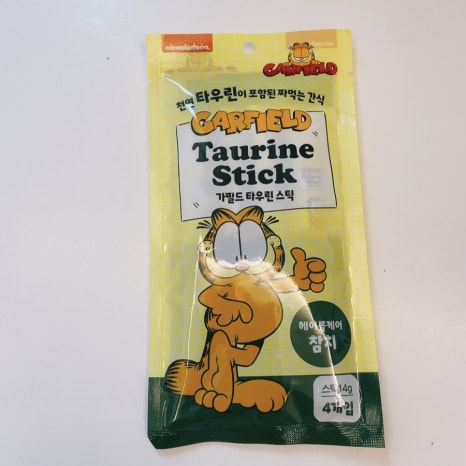 nickelodeon
GARFIELD
천연 타우린이 포함된 짜먹는 간식
GARFIELD
Taurine
Stick
가필드 타우린 스틱
헤어볼케어
참치
스틱 14g
4개입